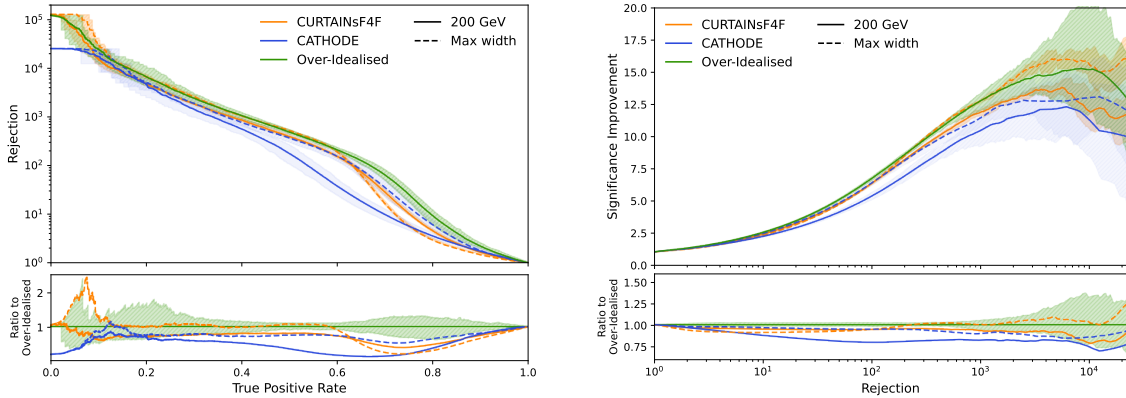 CURTAINsF4F
CATHODE
Over-Idealised
200 GeV
Max width
Rejection
10⁵
10⁴
10³
10²
10¹
10⁰
Ratio to
Over-Idealised
2
1
0.0 0.2 0.4 0.6 0.8 1.0
True Positive Rate
CURTAINsF4F
CATHODE
Over-Idealised
200 GeV
Max width
Significance Improvement
20.0
17.5
15.0
12.5
10.0
7.5
5.0
2.5
0.0
Ratio to
Over-Idealised
1.50
1.25
1.00
0.75
10⁰ 10¹ 10² 10³ 10⁴
Rejection